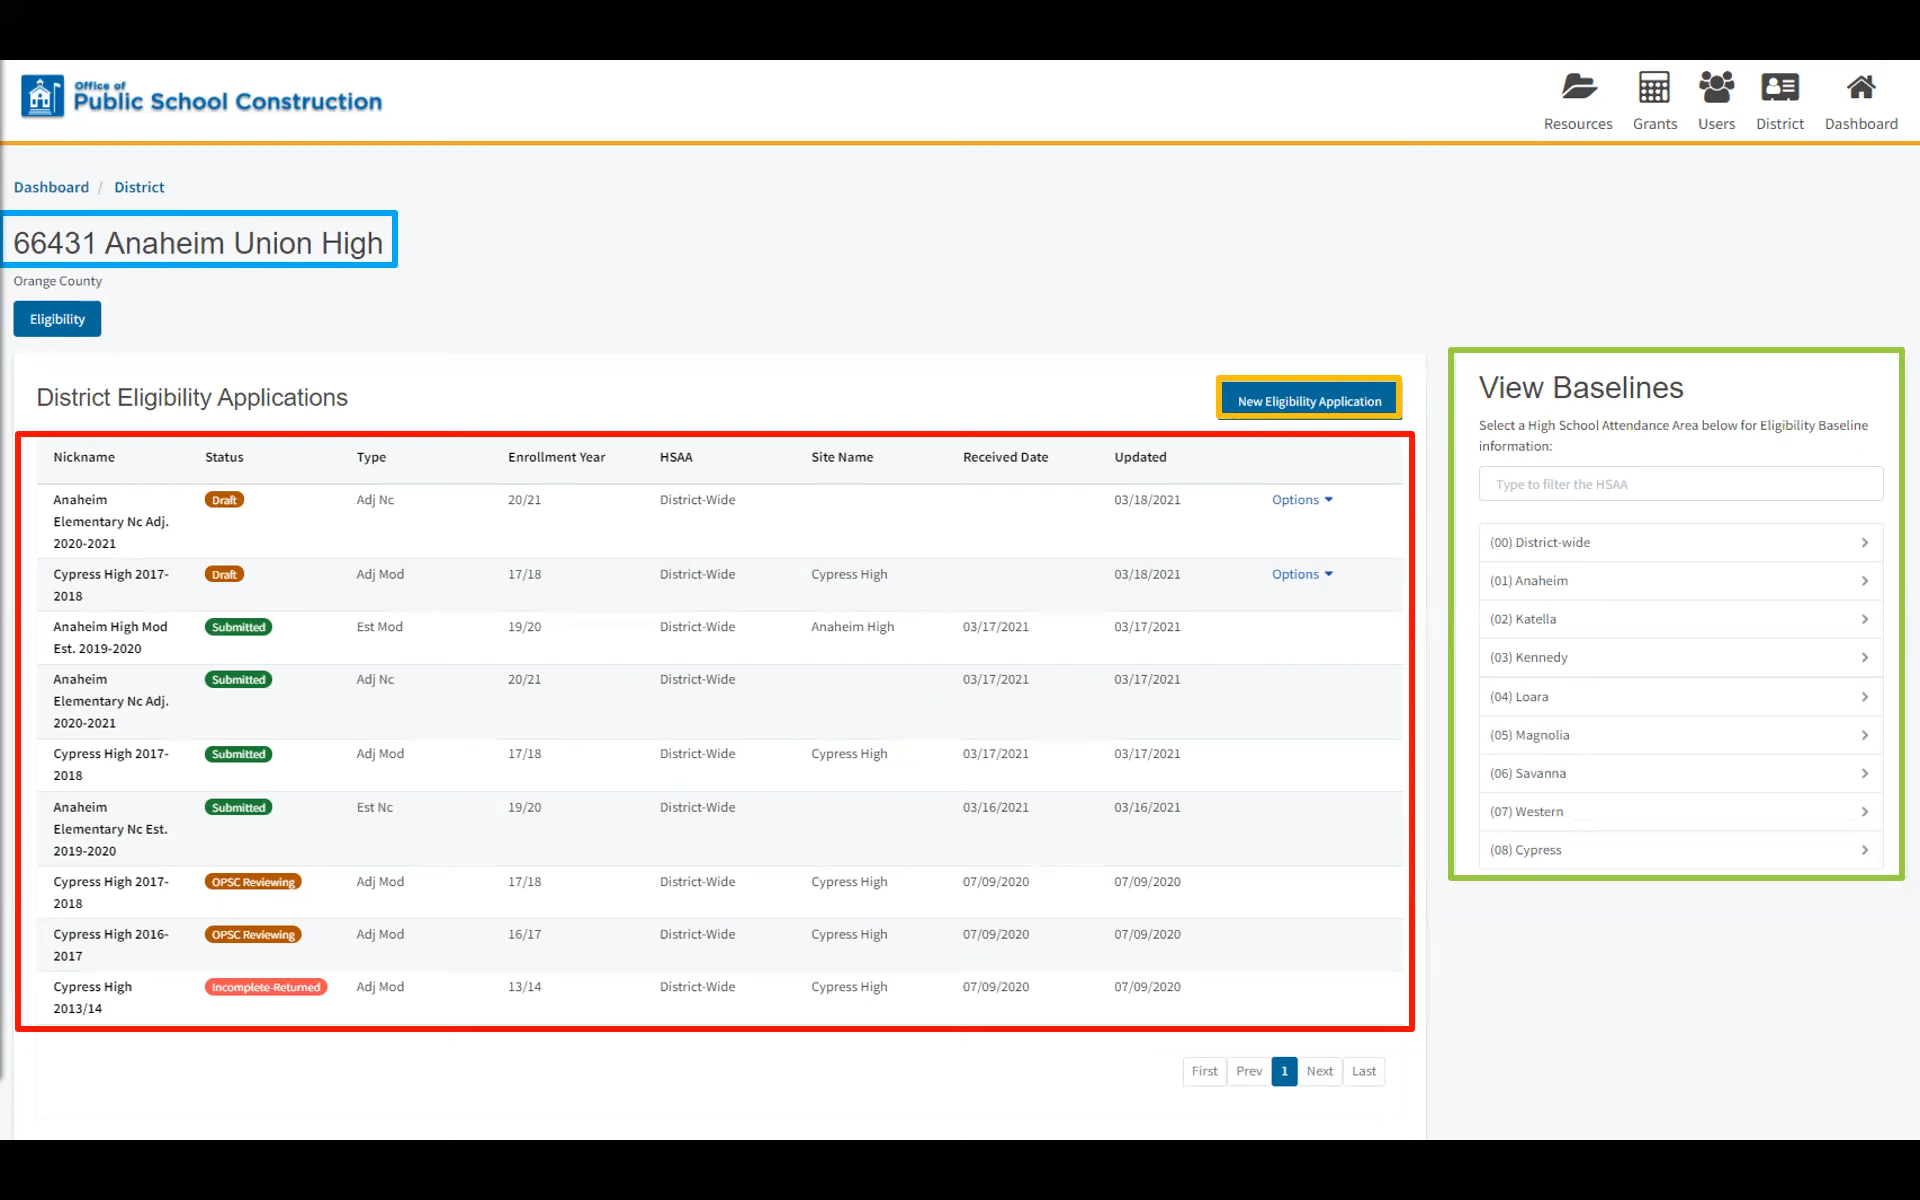 Office of
Public School Construction
Resources Grants Users District Dashboard
Dashboard / District
66431 Anaheim Union High
Orange County
Eligibility
District Eligibility Applications
New Eligibility Application
Nickname Status Type Enrollment Year HSAA Site Name Received Date Updated
Anaheim Draft Adj Nc 20/21 District-Wide 03/18/2021 Options
Elementary Nc Adj.
2020-2021
Cypress High 2017- Draft Adj Mod 17/18 District-Wide Cypress High 03/18/2021 Options
2018
Anaheim High Mod Submitted Est Mod 19/20 District-Wide Anaheim High 03/17/2021 03/17/2021
Est. 2019-2020
Anaheim Submitted Adj Nc 20/21 District-Wide 03/17/2021 03/17/2021
Elementary Nc Adj.
2020-2021
Cypress High 2017- Submitted Adj Mod 17/18 District-Wide Cypress High 03/17/2021 03/17/2021
2018
Anaheim Submitted Est Nc 19/20 District-Wide 03/16/2021 03/16/2021
Elementary Nc Est.
2019-2020
Cypress High 2017- OPSC Reviewing Adj Mod 17/18 District-Wide Cypress High 07/09/2020 07/09/2020
2018
Cypress High 2016- OPSC Reviewing Adj Mod 16/17 District-Wide Cypress High 07/09/2020 07/09/2020
2017
Cypress High Incomplete-Returned Adj Mod 13/14 District-Wide Cypress High 07/09/2020 07/09/2020
2013/14
First Prev 1 Next Last
View Baselines
Select a High School Attendance Area below for Eligibility Baseline
information:
Type to filter the HSAA
(00) District-wide
(01) Anaheim
(02) Katella
(03) Kennedy
(04) Loara
(05) Magnolia
(06) Savanna
(07) Western
(08) Cypress